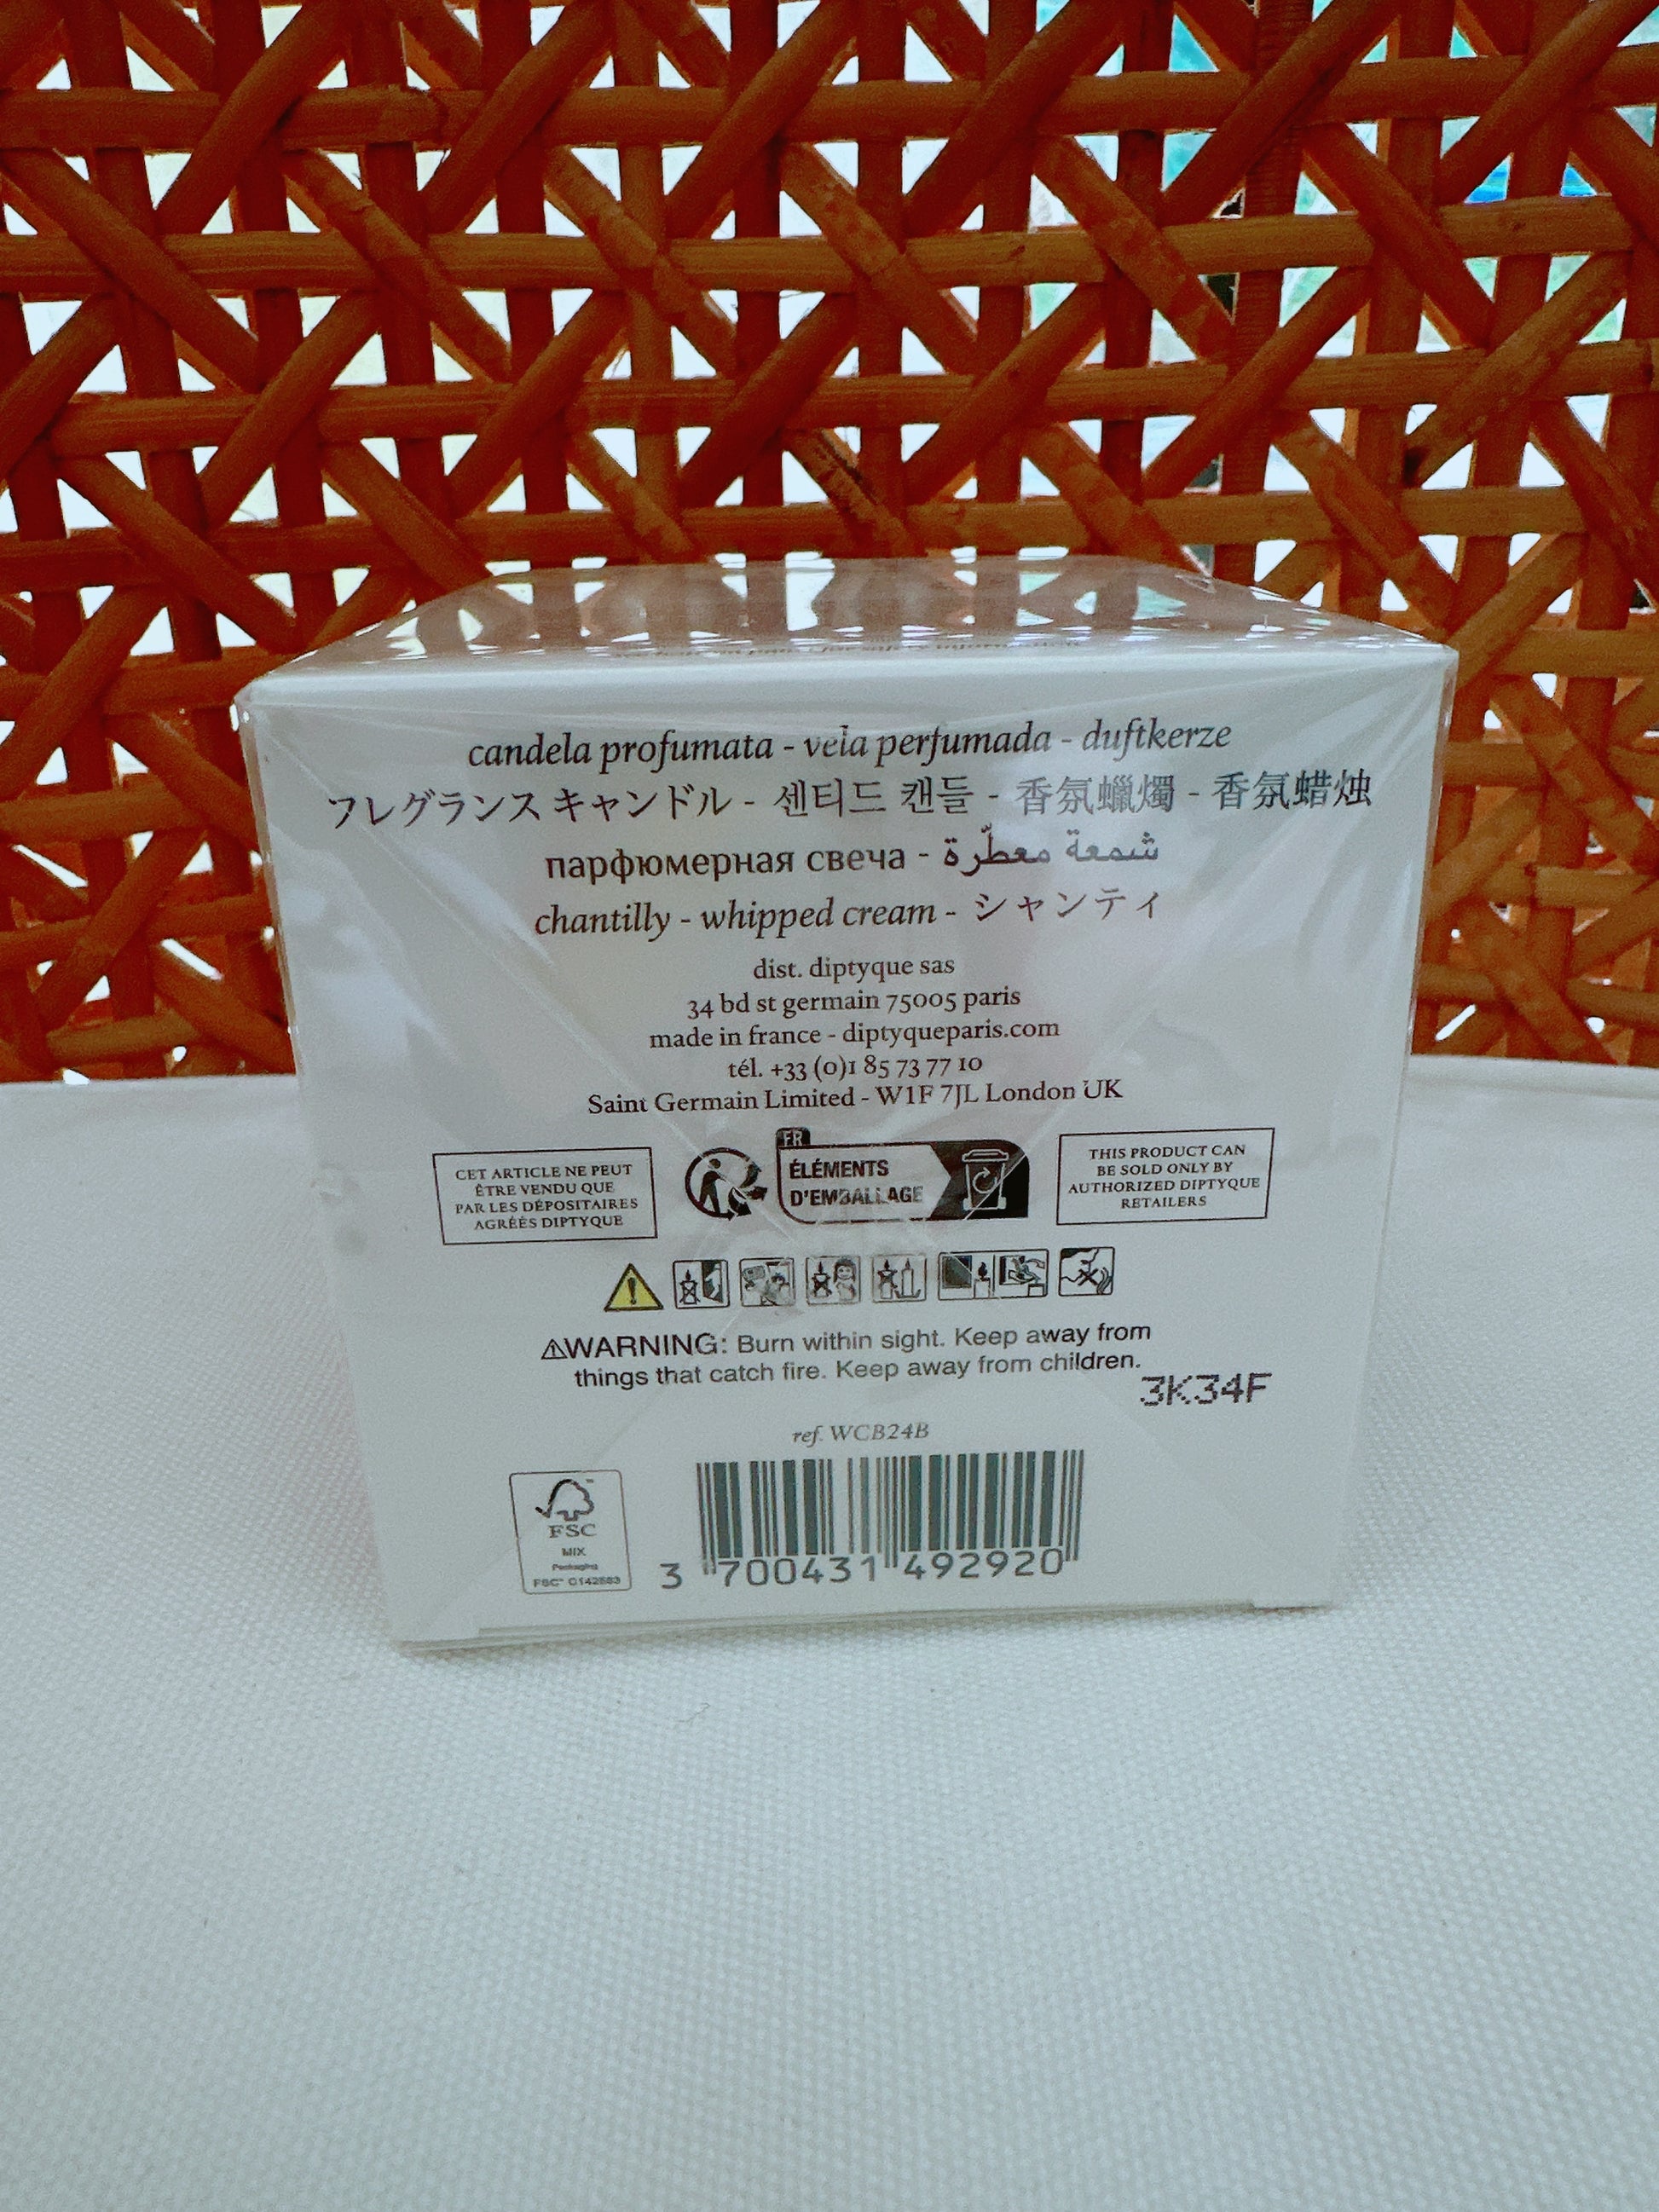 candela profumata - vela perfumada - duftkerze
フレグランス キャンドル - 센티드 캔들 - 香氛蠟燭 - 香氛蜡烛
парфюмерная свеча - شمعة معطّرة
chantilly - whipped cream - シャンティ
dist. diptyque sas
34 bd st germain 75005 paris
made in france - diptyqueparis.com
tél. +33 (0)1 85 73 77 10
Saint Germain Limited - W1F 7JL London UK
CET ARTICLE NE PEUT
ÊTRE VENDU QUE
PAR LES DÉPOSITAIRES
AGRÉÉS DIPTYQUE
FR
ÉLÉMENTS
D'EMBALLAGE
THIS PRODUCT CAN
BE SOLD ONLY BY
AUTHORIZED DIPTYQUE
RETAILERS
⚠WARNING: Burn within sight. Keep away from
things that catch fire. Keep away from children.
3K34F
ref. WCB24B
FSC
MIX
Packaging
FSC™ C142583
3 700431 492920